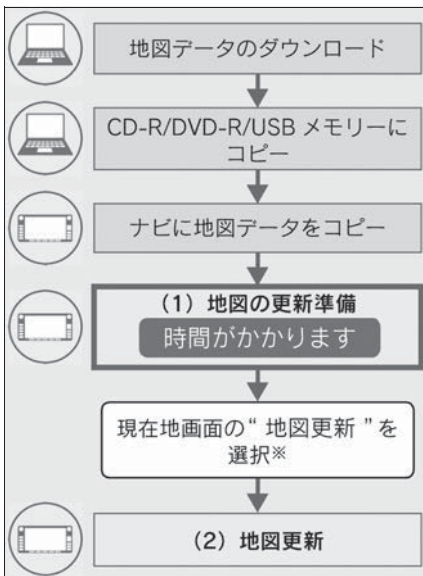 地図データのダウンロード
CD-R/DVD-R/USB メモリーに
コピー
ナビに地図データをコピー
(1) 地図の更新準備
時間がかかります
現在地画面の“ 地図更新 ”を
選択※
(2) 地図更新